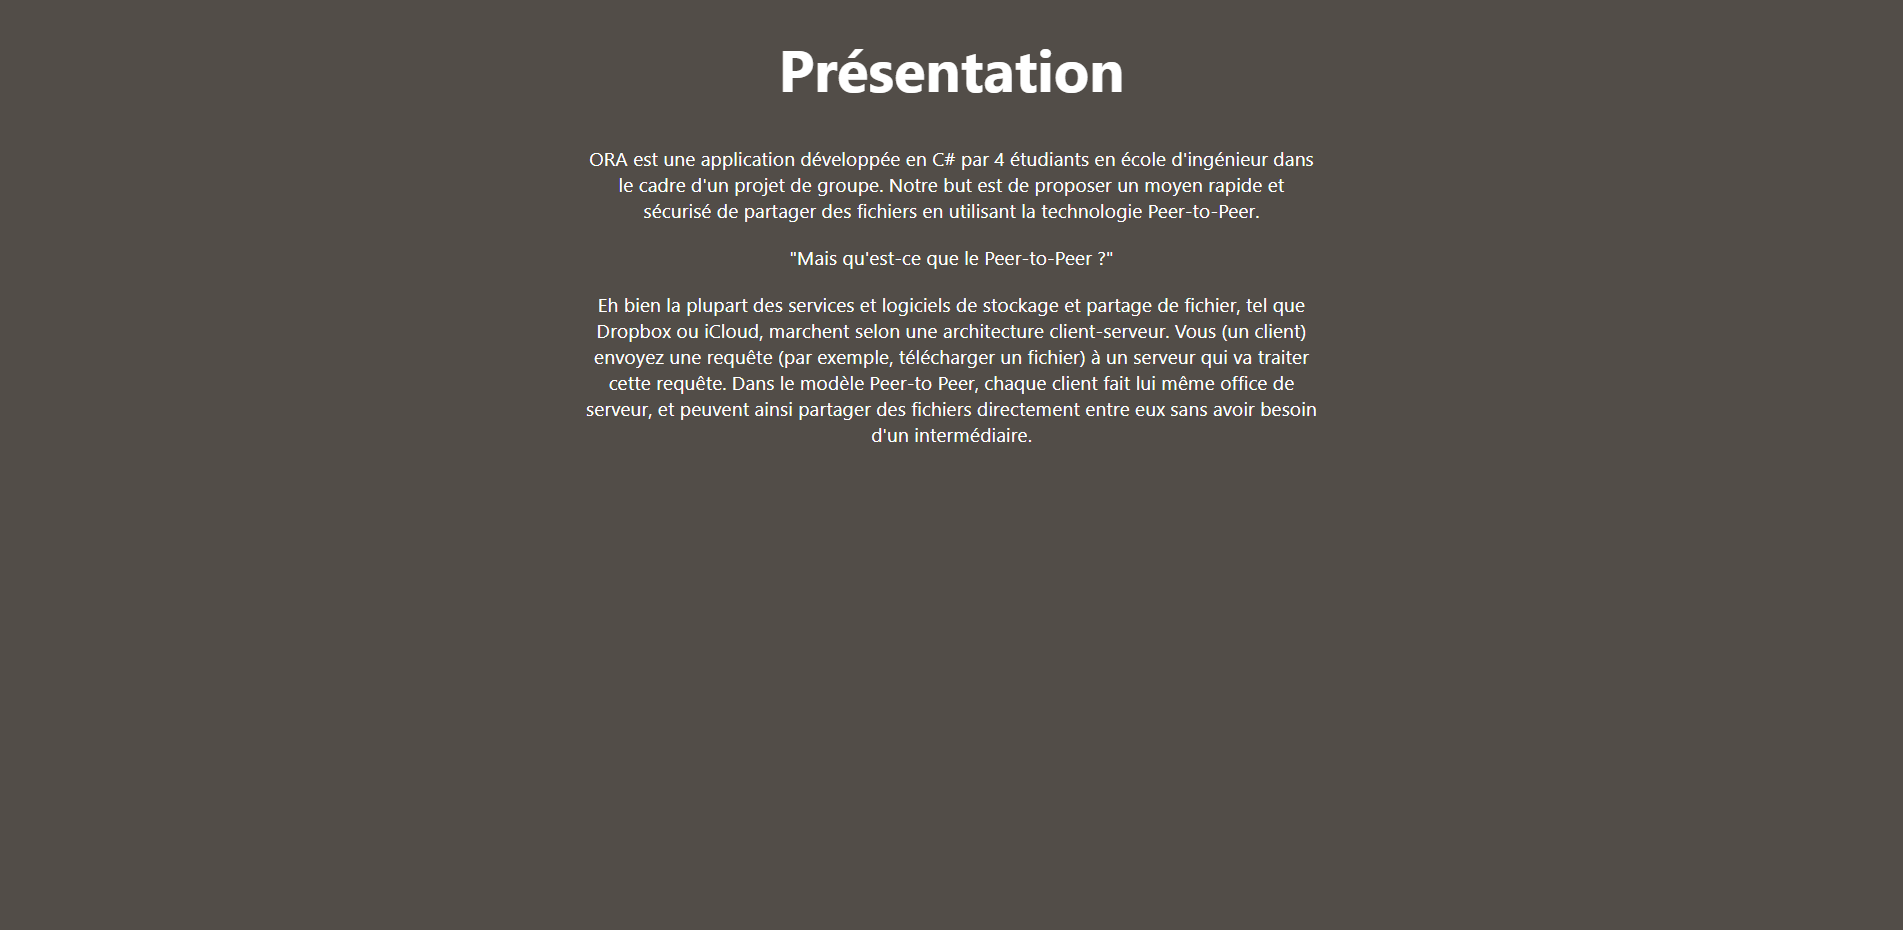 Présentation
ORA est une application développée en C# par 4 étudiants en école d'ingénieur dans
le cadre d'un projet de groupe. Notre but est de proposer un moyen rapide et
sécurisé de partager des fichiers en utilisant la technologie Peer-to-Peer.
"Mais qu'est-ce que le Peer-to-Peer ?"
Eh bien la plupart des services et logiciels de stockage et partage de fichier, tel que
Dropbox ou iCloud, marchent selon une architecture client-serveur. Vous (un client)
envoyez une requête (par exemple, télécharger un fichier) à un serveur qui va traiter
cette requête. Dans le modèle Peer-to Peer, chaque client fait lui même office de
serveur, et peuvent ainsi partager des fichiers directement entre eux sans avoir besoin
d'un intermédiaire.